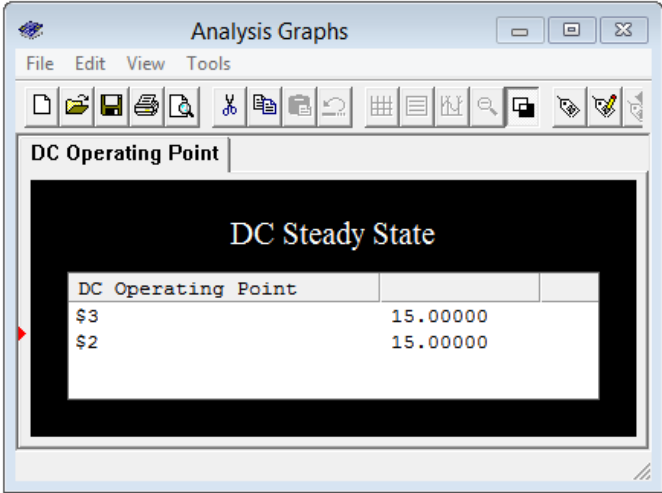 Analysis Graphs
File Edit View Tools
DC Operating Point
DC Steady State
DC Operating Point
$3 15.00000
$2 15.00000